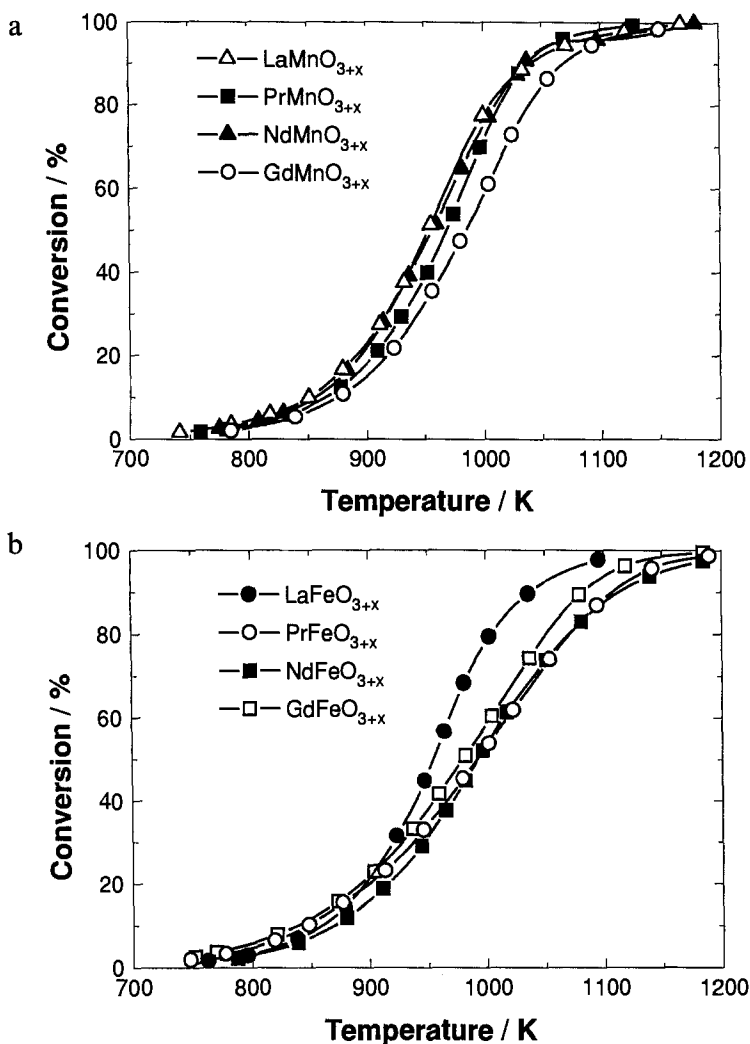 a
100
80
60
40
20
0
Conversion / %
LaMnO3+x
PrMnO3+x
NdMnO3+x
GdMnO3+x
700 800 900 1000 1100 1200
Temperature / K
b
100
80
60
40
20
0
Conversion / %
LaFeO3+x
PrFeO3+x
NdFeO3+x
GdFeO3+x
700 800 900 1000 1100 1200
Temperature / K